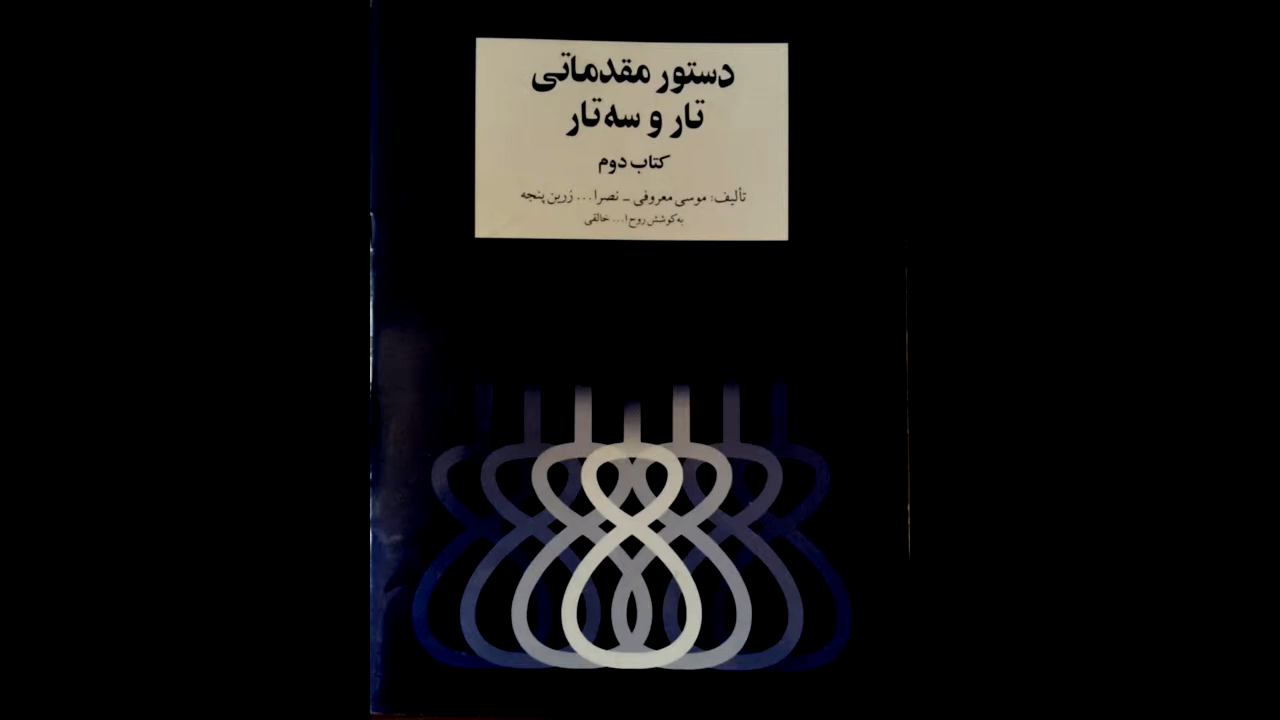 دستور مقدماتی
تار و سه‌تار
کتاب دوم
تألیف: موسی معروفی ـ نصرا... زرین پنجه
به‌کوشش روح ا... خالقی